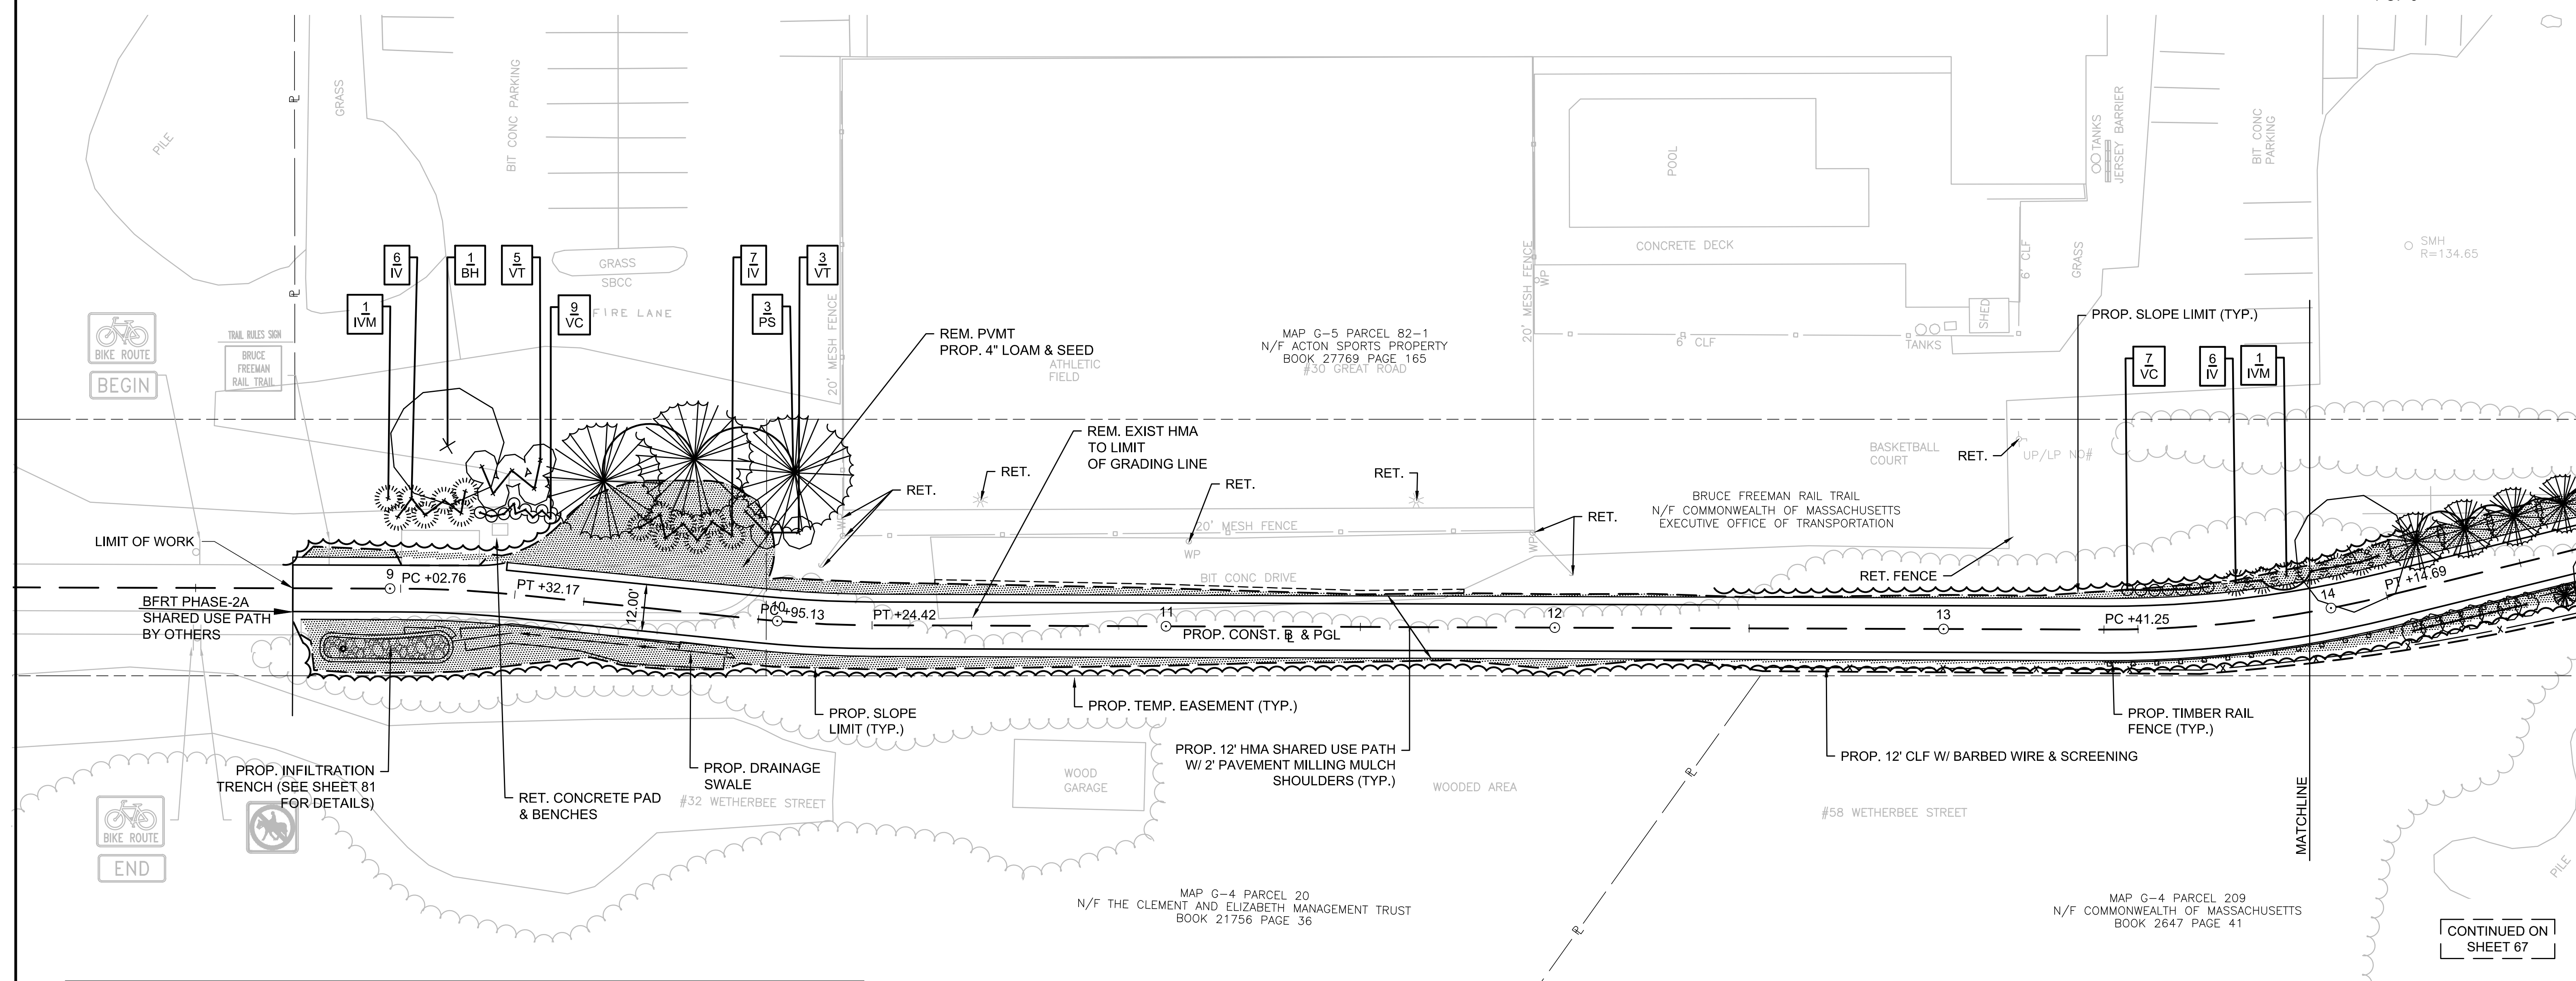 PILE
GRASS
BIT CONC PARKING
GRASS
SBCC
FIRE LANE
20' MESH FENCE
BIKE ROUTE
BEGIN
TRAIL RULES SIGN
BRUCE
FREEMAN
RAIL TRAIL
6
IV
1
BH
5
VT
1
IVM
9
VC
7
IV
3
VT
3
PS
REM. PVMT
PROP. 4" LOAM & SEED
ATHLETIC
FIELD
REM. EXIST HMA
TO LIMIT
OF GRADING LINE
MAP G-5 PARCEL 82-1
N/F ACTON SPORTS PROPERTY
BOOK 27769 PAGE 165
#30 GREAT ROAD
20' MESH FENCE
WP
POOL
CONCRETE DECK
6' CLF
TANKS
SHED
6' CLF
GRASS
TANKS
JERSEY BARRIER
BIT CONC
PARKING
SMH
R=134.65
PROP. SLOPE LIMIT (TYP.)
7
VC
6
IV
1
IVM
BASKETBALL
COURT
RET.
UP/LP NO#
RET.
RET.
RET.
RET.
RET.
BRUCE FREEMAN RAIL TRAIL
N/F COMMONWEALTH OF MASSACHUSETTS
EXECUTIVE OFFICE OF TRANSPORTATION
20' MESH FENCE
WP
WP
WP
BIT CONC DRIVE
RET. FENCE
LIMIT OF WORK
BFRT PHASE-2A
SHARED USE PATH
BY OTHERS
9
PC +02.76
PT +32.17
12.00'
10
PC +95.13
PT +24.42
11
PROP. CONST. BL & PGL
12
13
PC +41.25
14
PT +14.69
PROP. INFILTRATION
TRENCH (SEE SHEET 81
FOR DETAILS)
RET. CONCRETE PAD
& BENCHES
PROP. DRAINAGE
SWALE
#32 WETHERBEE STREET
PROP. SLOPE
LIMIT (TYP.)
PROP. TEMP. EASEMENT (TYP.)
WOOD
GARAGE
PROP. 12' HMA SHARED USE PATH
W/ 2' PAVEMENT MILLING MULCH
SHOULDERS (TYP.)
WOODED AREA
PROP. 12' CLF W/ BARBED WIRE & SCREENING
PROP. TIMBER RAIL
FENCE (TYP.)
#58 WETHERBEE STREET
MATCHLINE
BIKE ROUTE
END
MAP G-4 PARCEL 20
N/F THE CLEMENT AND ELIZABETH MANAGEMENT TRUST
BOOK 21756 PAGE 36
MAP G-4 PARCEL 209
N/F COMMONWEALTH OF MASSACHUSETTS
BOOK 2647 PAGE 41
PILE
CONTINUED ON
SHEET 67